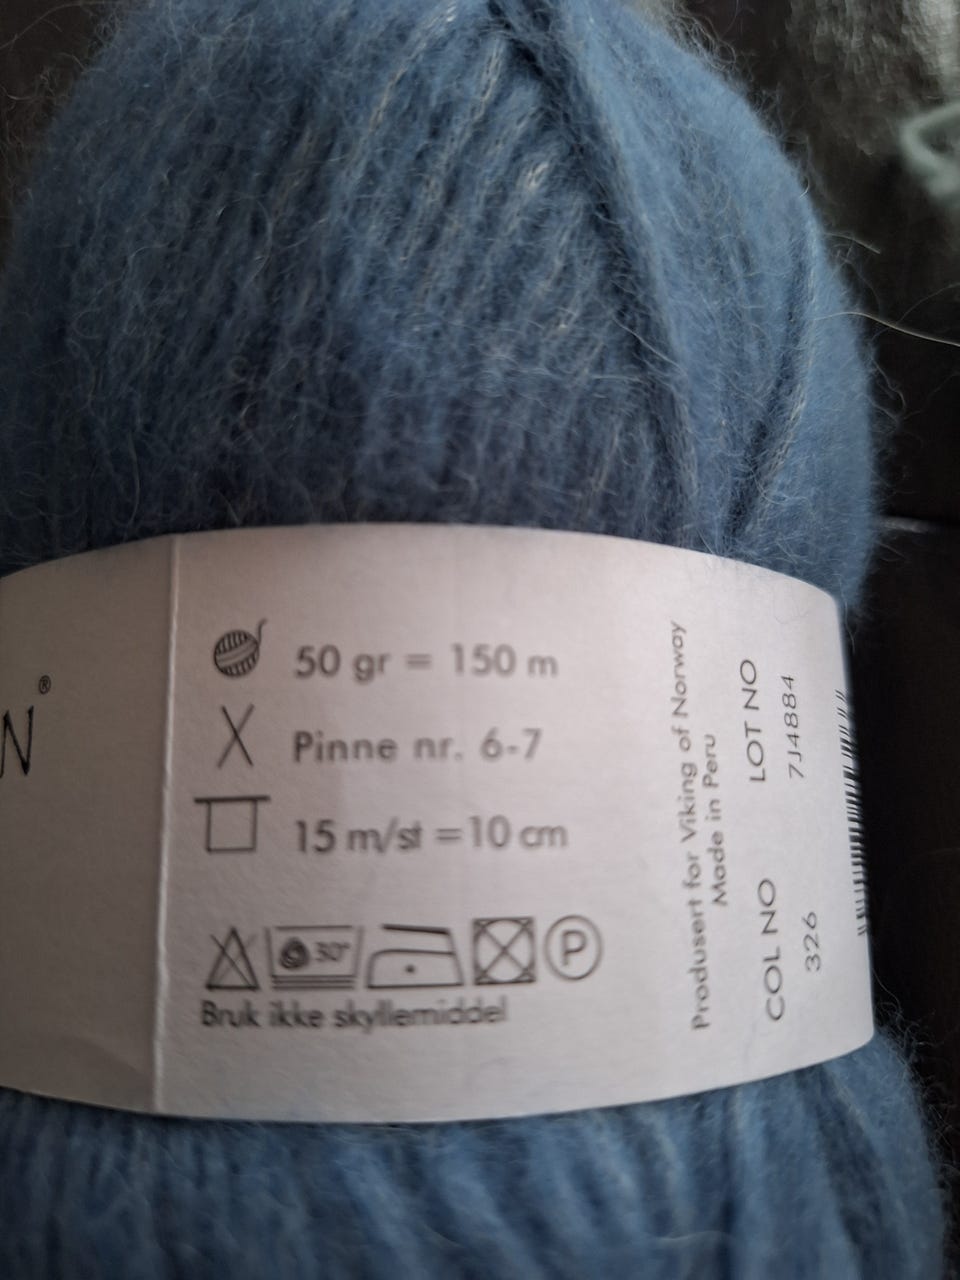 N®
50 gr = 150 m
Pinne nr. 6-7
15 m/st = 10 cm
30°
P
Bruk ikke skyllemiddel
Produsert for Viking of Norway
Made in Peru
LOT NO
7J4884
COL NO
326